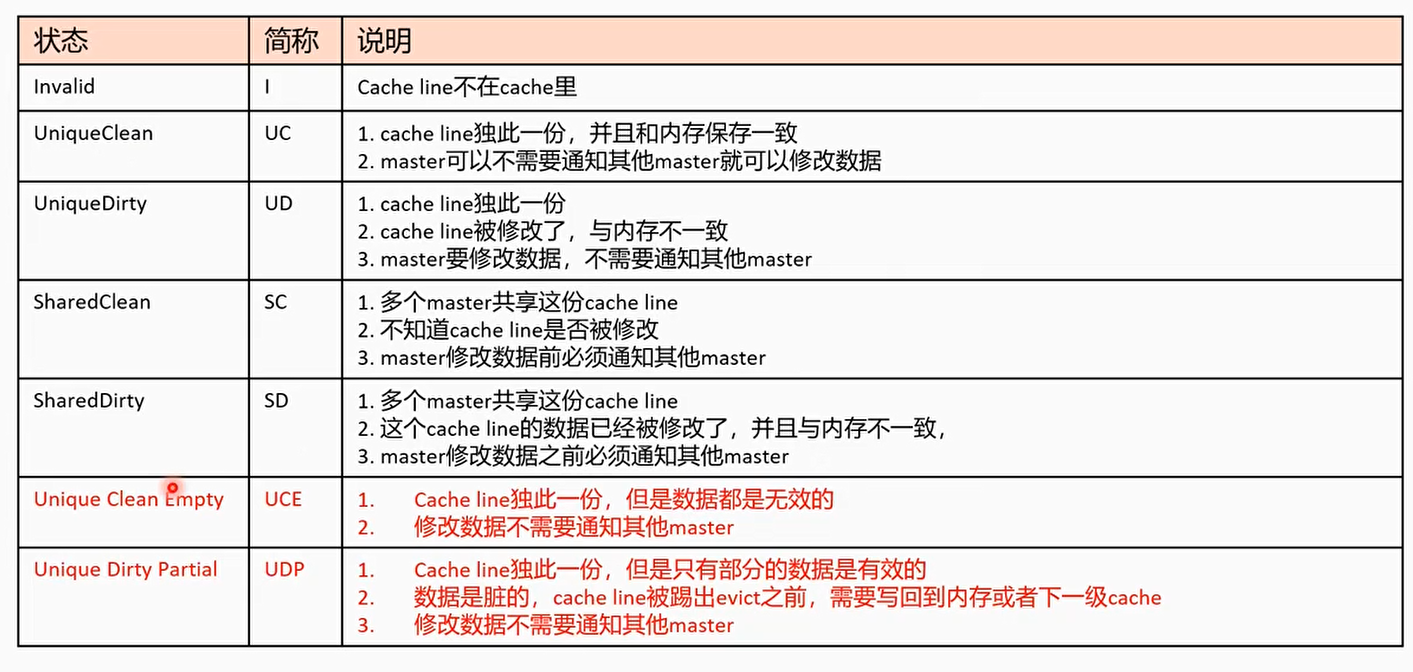 状态 简称 说明
Invalid I Cache line不在cache里
UniqueClean UC 1. cache line独此一份，并且和内存保存一致
2. master可以不需要通知其他master就可以修改数据
UniqueDirty UD 1. cache line独此一份
2. cache line被修改了，与内存不一致
3. master要修改数据，不需要通知其他master
SharedClean SC 1. 多个master共享这份cache line
2. 不知道cache line是否被修改
3. master修改数据前必须通知其他master
SharedDirty SD 1. 多个master共享这份cache line
2. 这个cache line的数据已经被修改了，并且与内存不一致，
3. master修改数据之前必须通知其他master
Unique Clean Empty UCE 1. Cache line独此一份，但是数据都是无效的
2. 修改数据不需要通知其他master
Unique Dirty Partial UDP 1. Cache line独此一份，但是只有部分的数据是有效的
2. 数据是脏的，cache line被踢出evict之前，需要写回到内存或者下一级cache
3. 修改数据不需要通知其他master